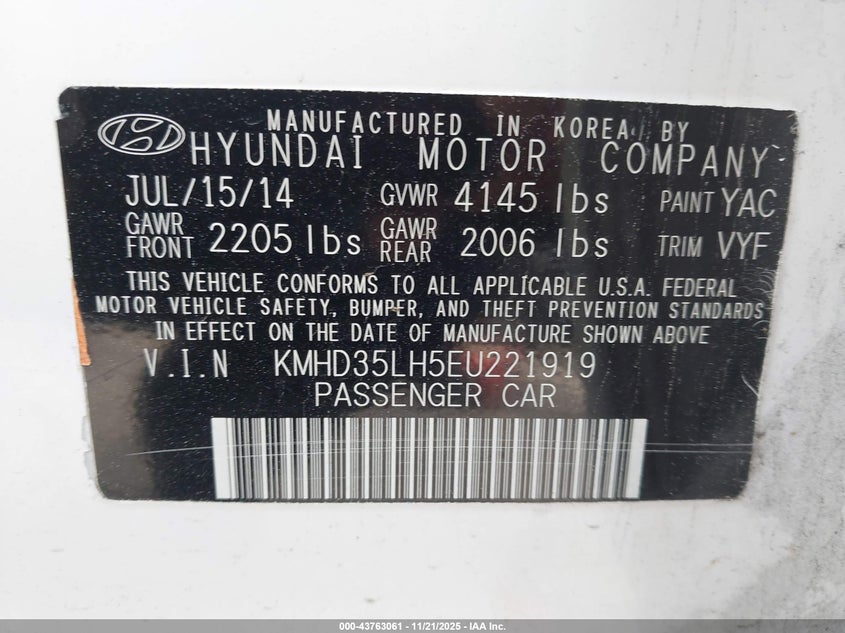 MANUFACTURED IN KOREA BY
HYUNDAI MOTOR COMPANY
JUL/15/14 GVWR 4145 lbs PAINT YAC
GAWR FRONT 2205 lbs GAWR REAR 2006 lbs TRIM VYF
THIS VEHICLE CONFORMS TO ALL APPLICABLE U.S.A. FEDERAL
MOTOR VEHICLE SAFETY, BUMPER, AND THEFT PREVENTION STANDARDS
IN EFFECT ON THE DATE OF MANUFACTURE SHOWN ABOVE
V.I.N KMHD35LH5EU221919
PASSENGER CAR
000-43763061 - 11/21/2025 - IAA Inc.